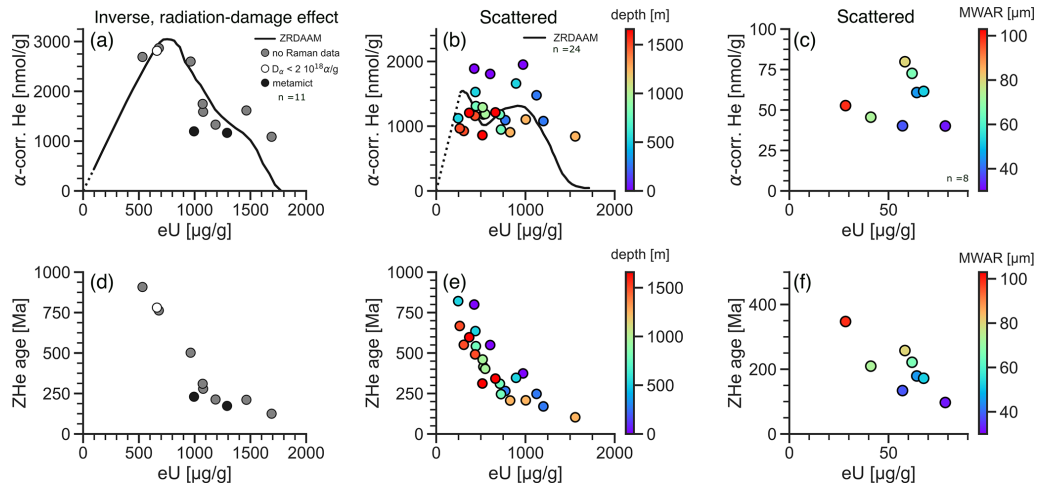 Inverse, radiation-damage effect
Scattered
depth [m]
Scattered
MWAR [µm]
(a)
ZRDAAM
no Raman data
Dα < 2 10¹⁸α/g
metamict
n =11
α-corr. He [nmol/g]
3000
2000
1000
0
0 500 1000 1500 2000
eU [µg/g]
(b)
ZRDAAM
n =24
α-corr. He [nmol/g]
2000
1000
0
0 1000 2000
eU [µg/g]
1500
1000
500
0
(c)
n =8
α-corr. He [nmol/g]
100
75
50
25
0
0 50
eU [µg/g]
100
80
60
40
(d)
ZHe age [Ma]
1000
750
500
250
0
0 500 1000 1500 2000
eU [µg/g]
depth [m]
(e)
ZHe age [Ma]
1000
750
500
250
0
0 1000 2000
eU [µg/g]
1500
1000
500
0
MWAR [µm]
(f)
ZHe age [Ma]
400
200
0
0 50
eU [µg/g]
100
80
60
40